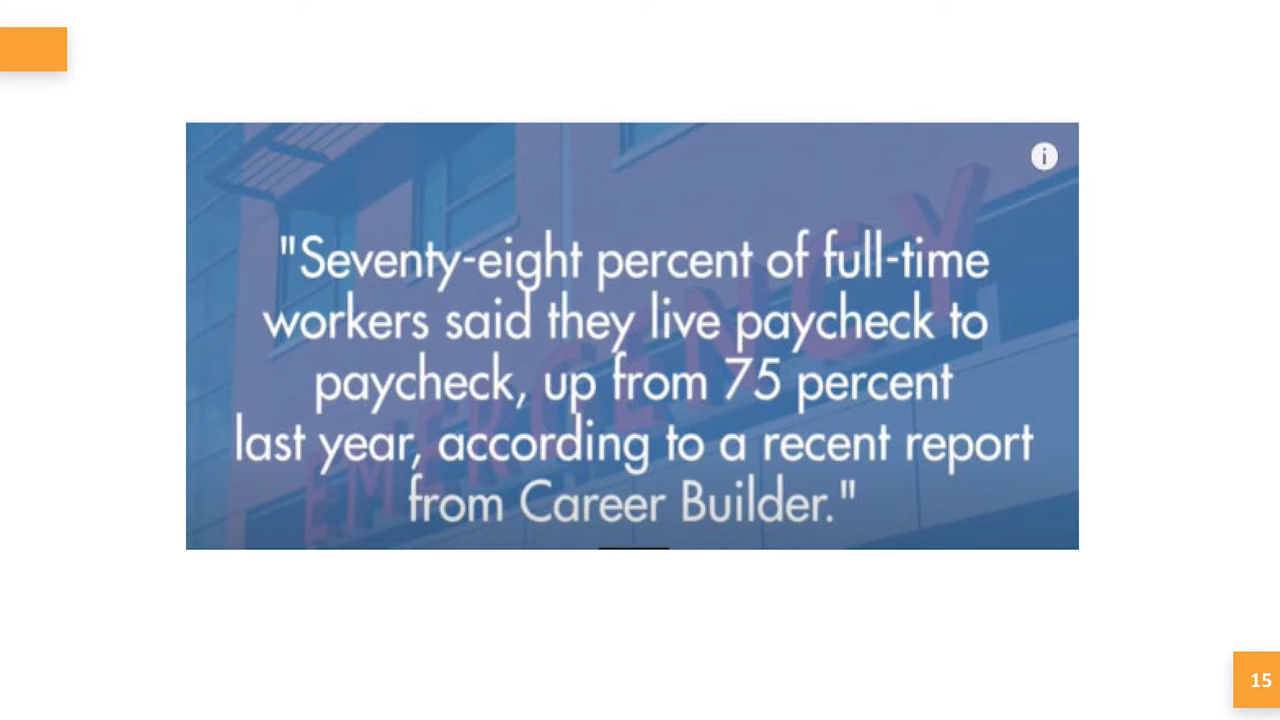 "Seventy-eight percent of full-time
workers said they live paycheck to
paycheck, up from 75 percent
last year, according to a recent report
from Career Builder."
EMERGENCY
i
15